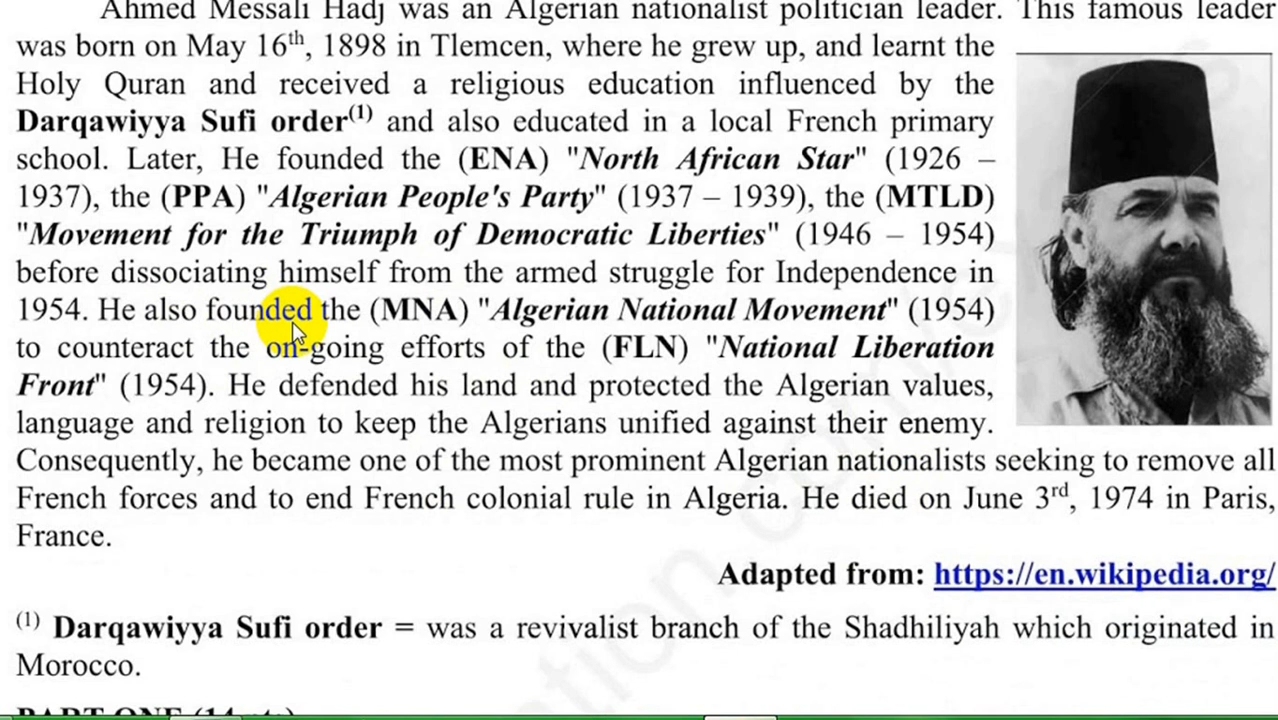 Ahmed Messali Hadj was an Algerian nationalist politician leader. This famous leader
was born on May 16th, 1898 in Tlemcen, where he grew up, and learnt the
Holy Quran and received a religious education influenced by the
Darqawiyya Sufi order(1) and also educated in a local French primary
school. Later, He founded the (ENA) "North African Star" (1926 –
1937), the (PPA) "Algerian People's Party" (1937 – 1939), the (MTLD)
"Movement for the Triumph of Democratic Liberties" (1946 – 1954)
before dissociating himself from the armed struggle for Independence in
1954. He also founded the (MNA) "Algerian National Movement" (1954)
to counteract the on-going efforts of the (FLN) "National Liberation
Front" (1954). He defended his land and protected the Algerian values,
language and religion to keep the Algerians unified against their enemy.
Consequently, he became one of the most prominent Algerian nationalists seeking to remove all
French forces and to end French colonial rule in Algeria. He died on June 3rd, 1974 in Paris,
France.
Adapted from: https://en.wikipedia.org/
(1) Darqawiyya Sufi order = was a revivalist branch of the Shadhiliyah which originated in
Morocco.
PART ONE (14 pts)